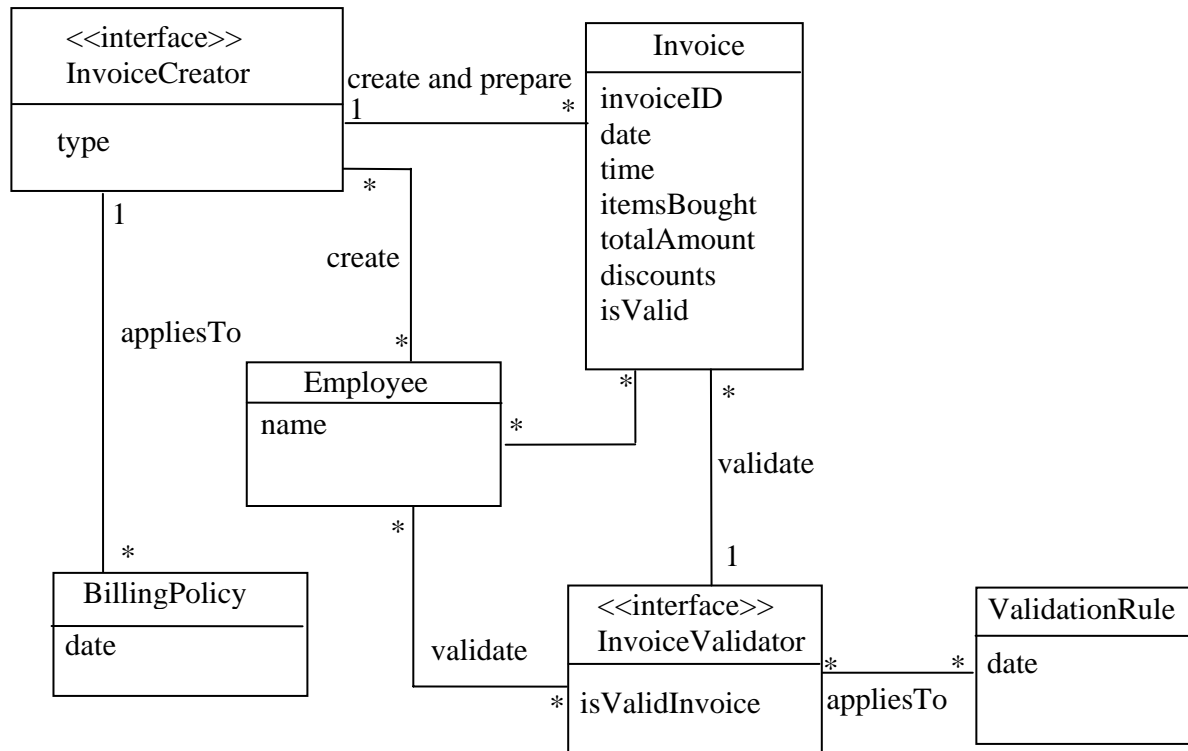 <<interface>>
InvoiceCreator
type
create and prepare
1
*
Invoice
invoiceID
date
time
itemsBought
totalAmount
discounts
isValid
*
1
create
appliesTo
*
Employee
name
*
*
*
validate
*
*
BillingPolicy
date
validate
*
1
<<interface>>
InvoiceValidator
isValidInvoice
*
*
appliesTo
ValidationRule
date